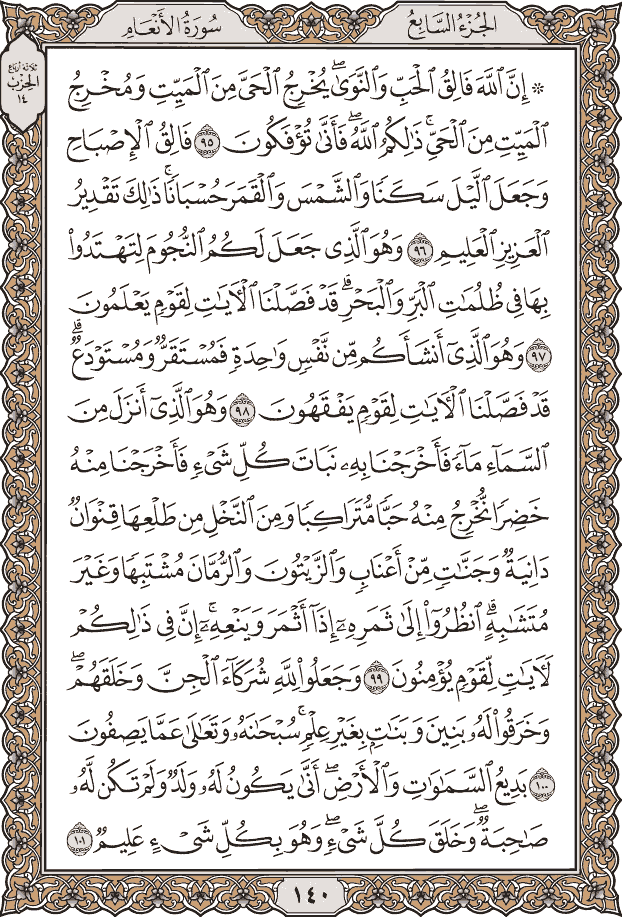 سُورَةُ الأَنْعَام
الجُزْءُ السَّابِعُ
ثلاثة أرباع
الحزب
١٤
۞ إِنَّ ٱللَّهَ فَالِقُ ٱلْحَبِّ وَٱلنَّوَىٰۖ يُخْرِجُ ٱلْحَىَّ مِنَ ٱلْمَيِّتِ وَمُخْرِجُ
ٱلْمَيِّتِ مِنَ ٱلْحَىِّۚ ذَٰلِكُمُ ٱللَّهُۖ فَأَنَّىٰ تُؤْفَكُونَ ٩٥ فَالِقُ ٱلْإِصْبَاحِ
وَجَعَلَ ٱلَّيْلَ سَكَنًا وَٱلشَّمْسَ وَٱلْقَمَرَ حُسْبَانًاۚ ذَٰلِكَ تَقْدِيرُ
ٱلْعَزِيزِ ٱلْعَلِيمِ ٩٦ وَهُوَ ٱلَّذِى جَعَلَ لَكُمُ ٱلنُّجُومَ لِتَهْتَدُوا۟
بِهَا فِى ظُلُمَٰتِ ٱلْبَرِّ وَٱلْبَحْرِۗ قَدْ فَصَّلْنَا ٱلْءَايَٰتِ لِقَوْمٍ يَعْلَمُونَ
٩٧ وَهُوَ ٱلَّذِىٓ أَنشَأَكُم مِّن نَّفْسٍ وَٰحِدَةٍ فَمُسْتَقَرٌّ وَمُسْتَوْدَعٌۗ
قَدْ فَصَّلْنَا ٱلْءَايَٰتِ لِقَوْمٍ يَفْقَهُونَ ٩٨ وَهُوَ ٱلَّذِىٓ أَنزَلَ مِنَ
ٱلسَّمَآءِ مَآءً فَأَخْرَجْنَا بِهِۦ نَبَاتَ كُلِّ شَىْءٍ فَأَخْرَجْنَا مِنْهُ
خَضِرًا نُّخْرِجُ مِنْهُ حَبًّا مُّتَرَاكِبًا وَمِنَ ٱلنَّخْلِ مِن طَلْعِهَا قِنْوَانٌ
دَانِيَةٌ وَجَنَّٰتٍ مِّنْ أَعْنَابٍ وَٱلزَّيْتُونَ وَٱلرُّمَّانَ مُشْتَبِهًا وَغَيْرَ
مُتَشَٰبِهٍۗ ٱنظُرُوٓا۟ إِلَىٰ ثَمَرِهِۦٓ إِذَآ أَثْمَرَ وَيَنْعِهِۦٓۚ إِنَّ فِى ذَٰلِكُمْ
لَءَايَٰتٍ لِّقَوْمٍ يُؤْمِنُونَ ٩٩ وَجَعَلُوا۟ لِلَّهِ شُرَكَآءَ ٱلْجِنَّ وَخَلَقَهُمْۖ
وَخَرَقُوا۟ لَهُۥ بَنِينَ وَبَنَٰتٍۭ بِغَيْرِ عِلْمٍۚ سُبْحَٰنَهُۥ وَتَعَٰلَىٰ عَمَّا يَصِفُونَ
١٠٠ بَدِيعُ ٱلسَّمَٰوَٰتِ وَٱلْأَرْضِۖ أَنَّىٰ يَكُونُ لَهُۥ وَلَدٌ وَلَمْ تَكُن لَّهُۥ
صَٰحِبَةٌۖ وَخَلَقَ كُلَّ شَىْءٍۖ وَهُوَ بِكُلِّ شَىْءٍ عَلِيمٌ ١٠١
١٤٠